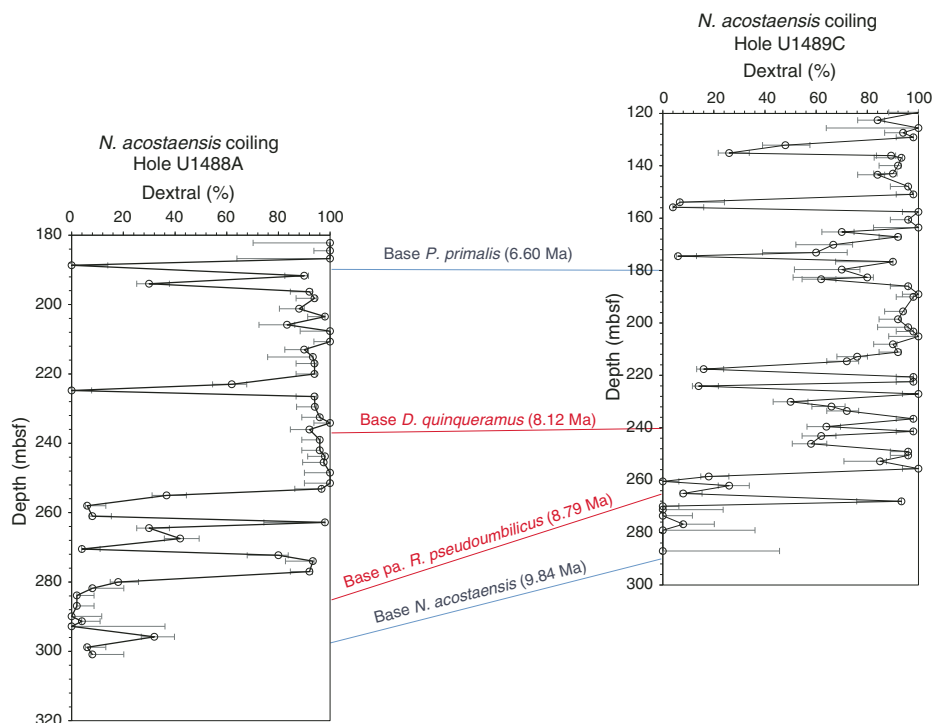 N. acostaensis coiling
Hole U1488A
Dextral (%)
0 20 40 60 80 100
180
200
220
240
260
280
300
320
Depth (mbsf)
Base P. primalis (6.60 Ma)
Base D. quinqueramus (8.12 Ma)
Base pa. R. pseudoumbilicus (8.79 Ma)
Base N. acostaensis (9.84 Ma)
N. acostaensis coiling
Hole U1489C
Dextral (%)
0 20 40 60 80 100
120
140
160
180
200
220
240
260
280
300
Depth (mbsf)